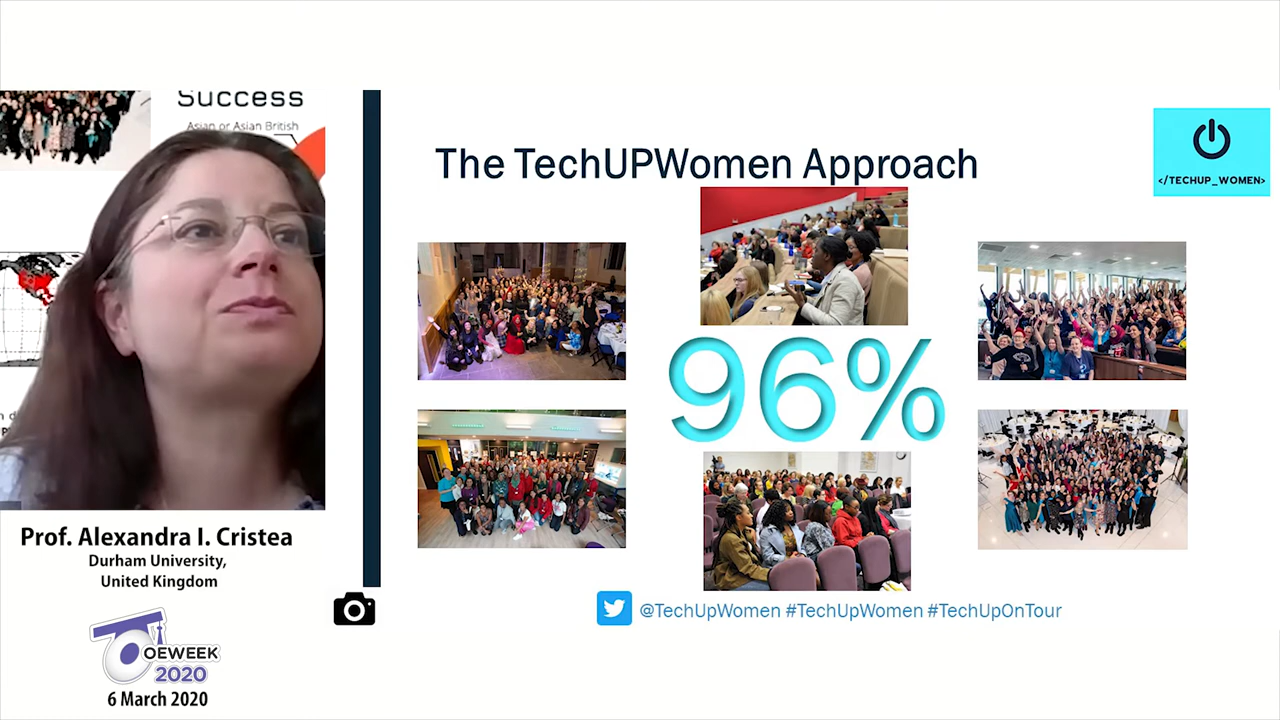 Success
Asian or Asian British
Prof. Alexandra I. Cristea
Durham University,
United Kingdom
OEWEEK
2020
6 March 2020
The TechUPWomen Approach
</TECHUP_WOMEN>
96%
@TechUpWomen #TechUpWomen #TechUpOnTour